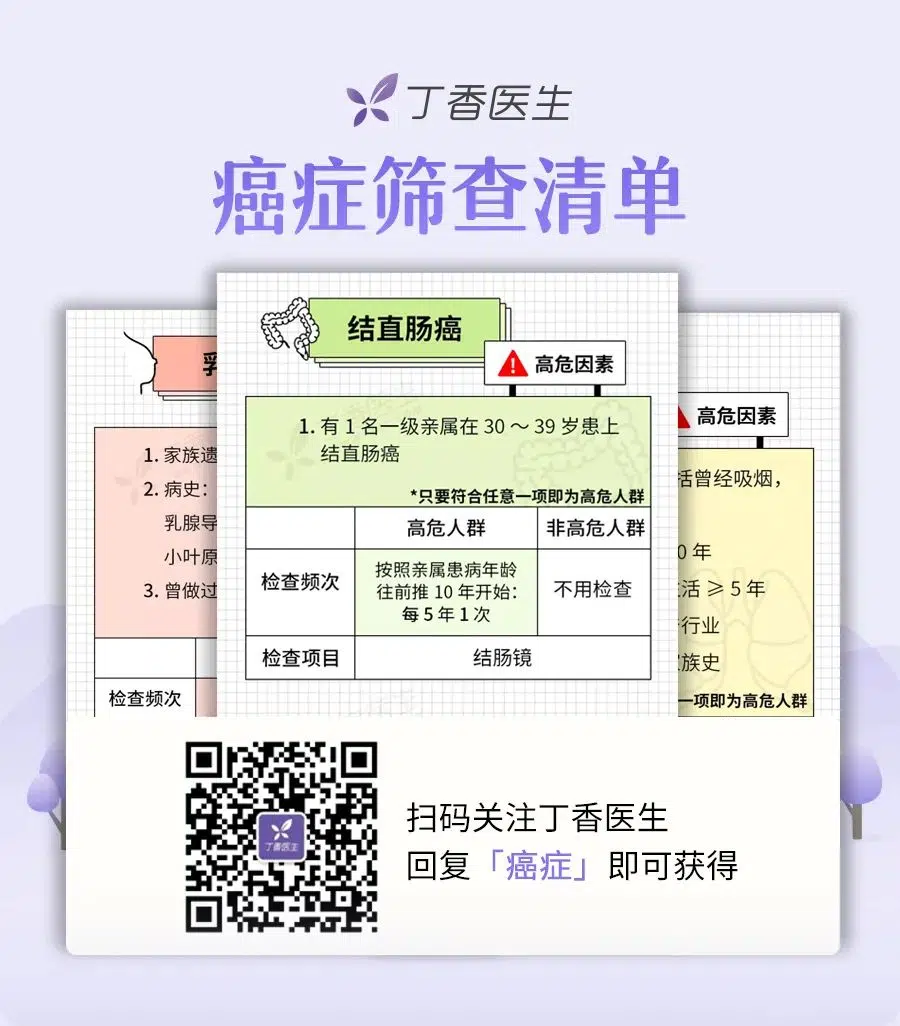 丁香医生
癌症筛查清单
乳
1. 家族遗
2. 病史：
乳腺导
小叶原
3. 曾做过
检查频次
结直肠癌
高危因素
1. 有 1 名一级亲属在 30 ～ 39 岁患上
结直肠癌
*只要符合任意一项即为高危人群
高危人群
非高危人群
检查频次
按照亲属患病年龄
往前推 10 年开始：
每 5 年 1 次
不用检查
检查项目
结肠镜
高危因素
曾经吸烟，
0 年
活 ≥ 5 年
行业
族史
一项即为高危人群
丁香医生
扫码关注丁香医生
回复「癌症」即可获得